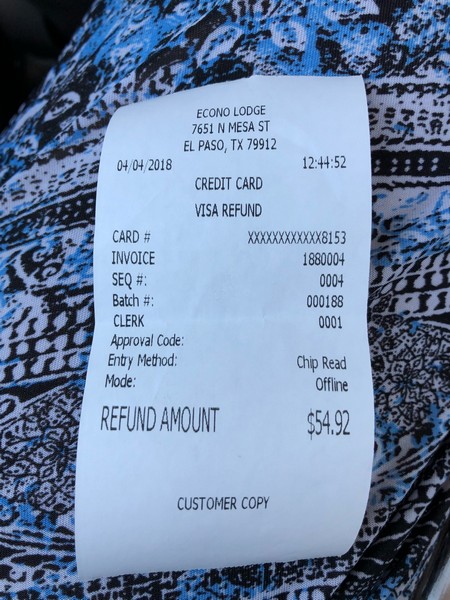 ECONO LODGE
7651 N MESA ST
EL PASO, TX 79912
04/04/2018 12:44:52
CREDIT CARD
VISA REFUND
CARD # XXXXXXXXXXXX8153
INVOICE 1880004
SEQ #: 0004
Batch #: 000188
CLERK 0001
Approval Code:
Entry Method: Chip Read
Mode: Offline
REFUND AMOUNT $54.92
CUSTOMER COPY